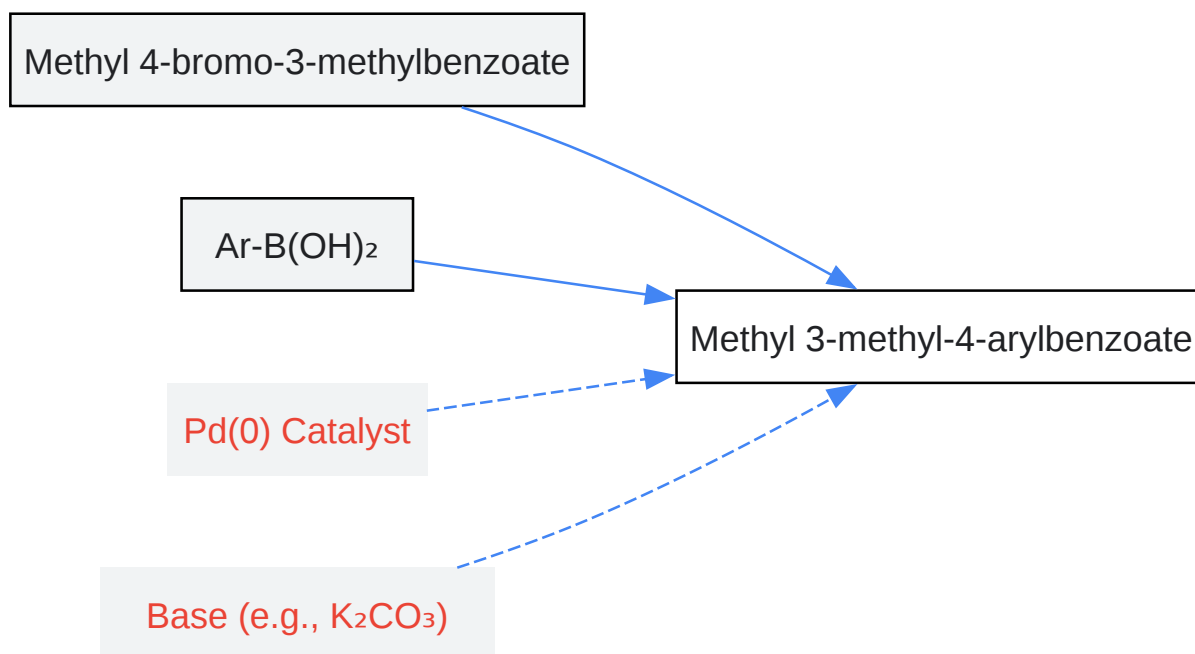 Methyl 4-bromo-3-methylbenzoate
Ar-B(OH)₂
Methyl 3-methyl-4-arylbenzoate
Pd(0) Catalyst
Base (e.g., K₂CO₃)